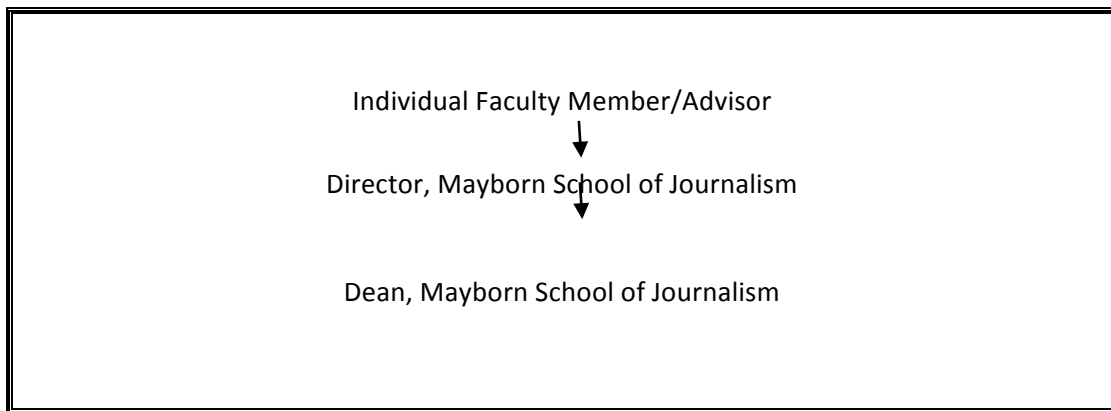 Individual Faculty Member/Advisor
Director, Mayborn School of Journalism
Dean, Mayborn School of Journalism